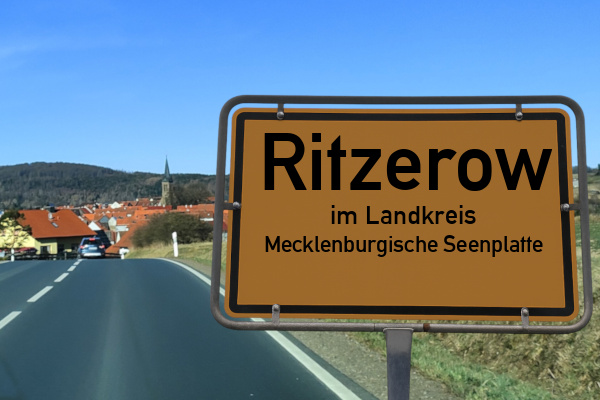 Ritzerow
im Landkreis
Mecklenburgische Seenplatte